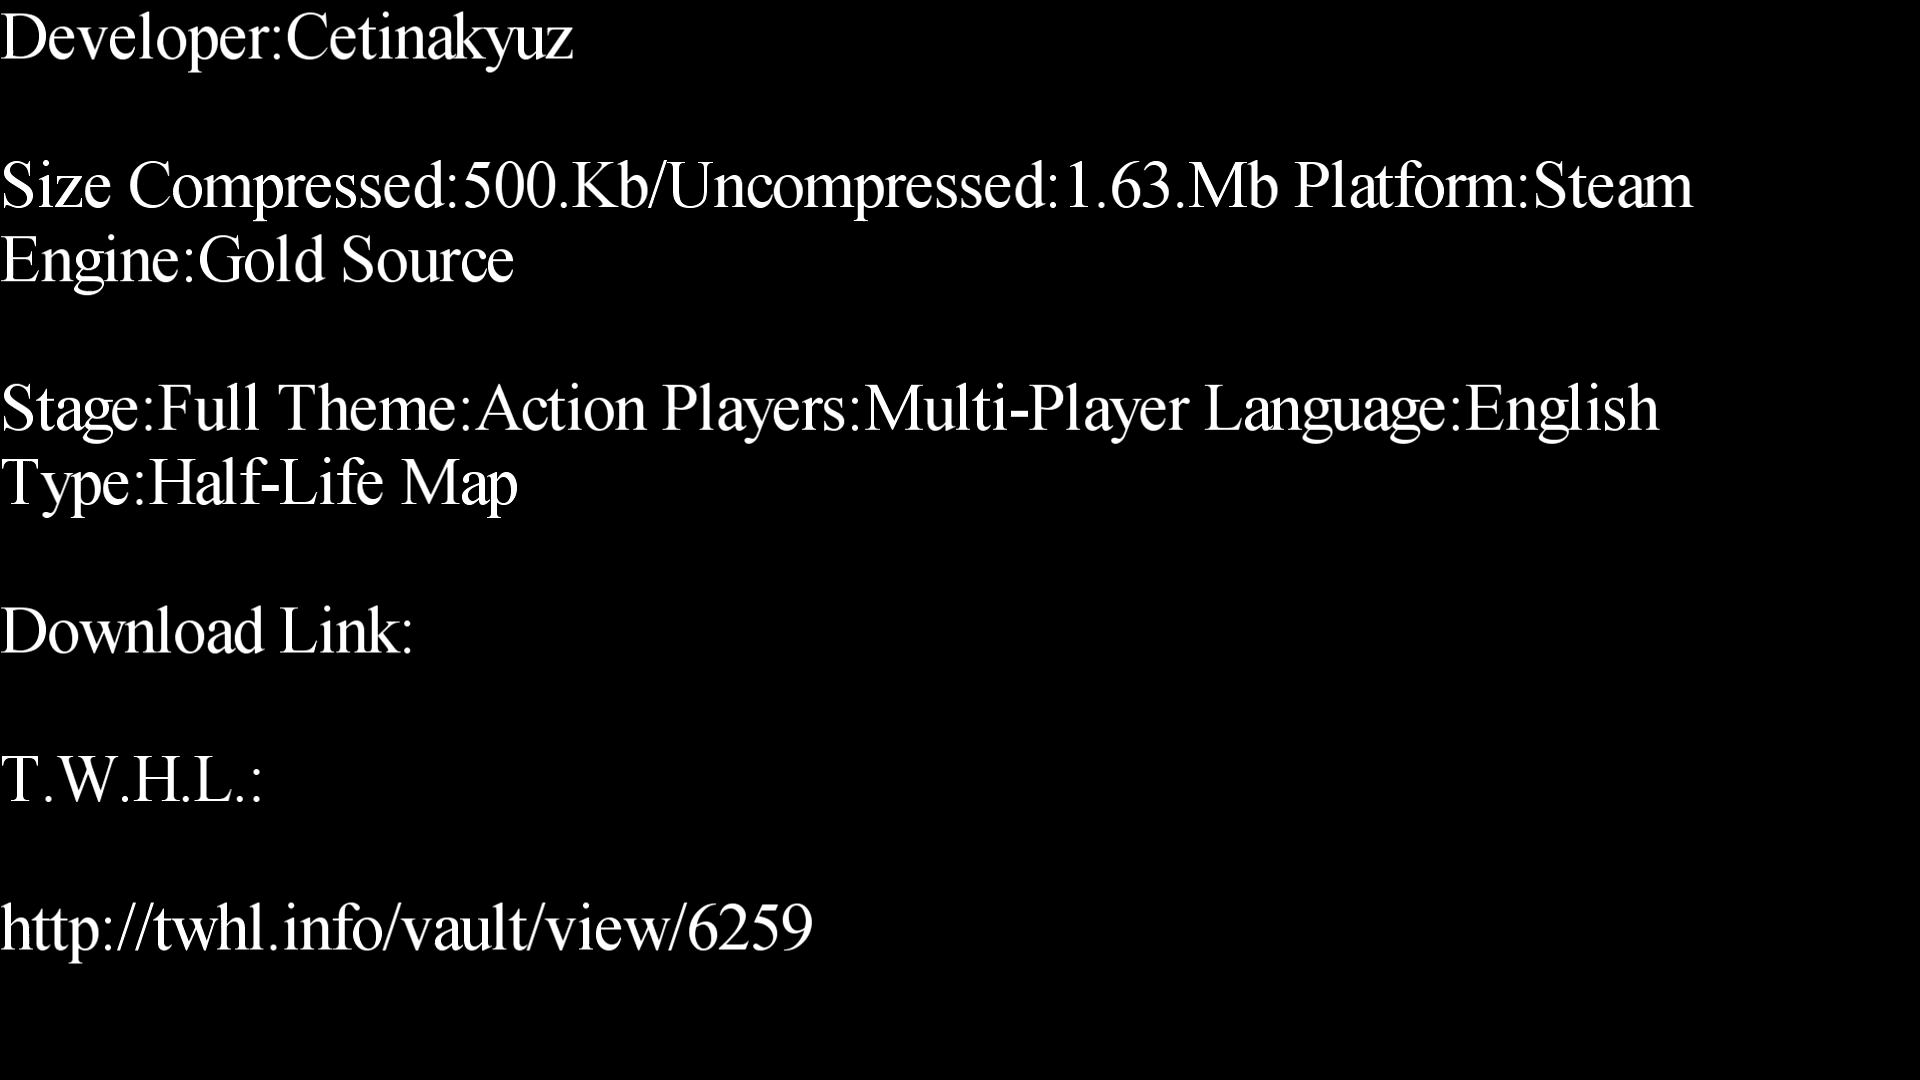 Developer:Cetinakyuz
Size Compressed:500.Kb/Uncompressed:1.63.Mb Platform:Steam
Engine:Gold Source
Stage:Full Theme:Action Players:Multi-Player Language:English
Type:Half-Life Map
Download Link:
T.W.H.L.:
http://twhl.info/vault/view/6259